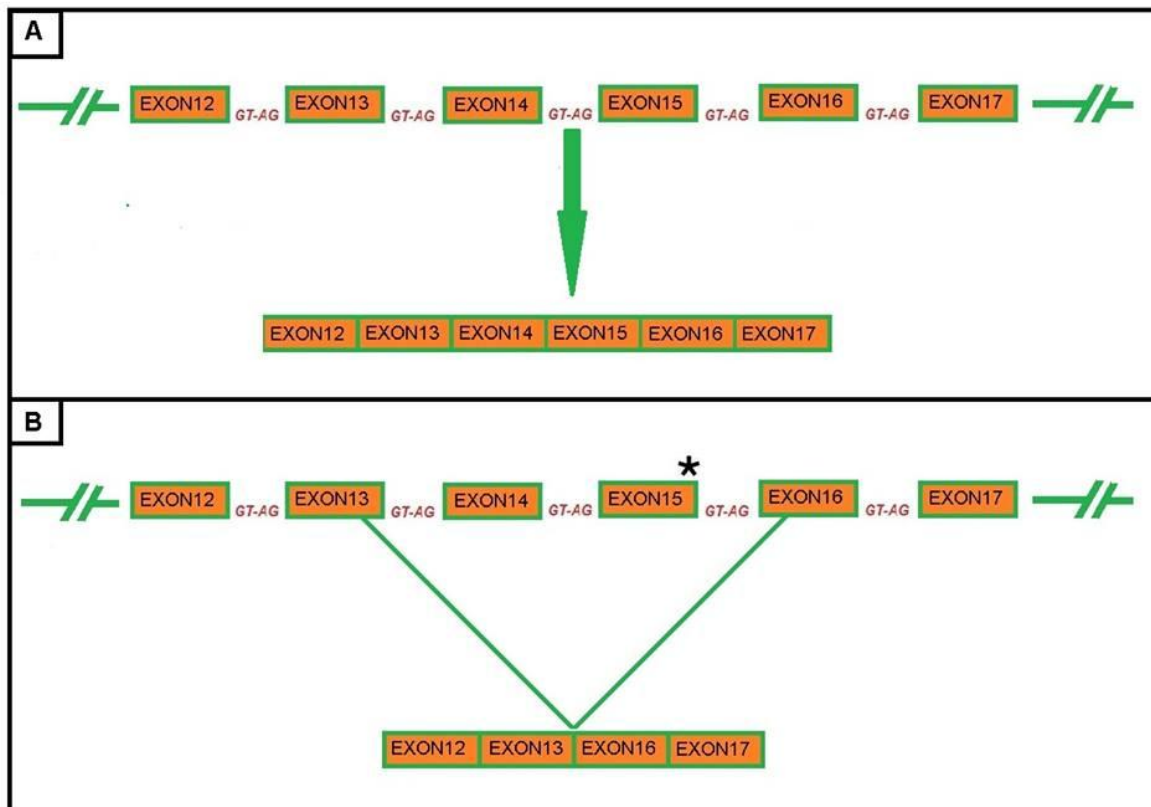 A
EXON12 EXON13 EXON14 EXON15 EXON16 EXON17
GT-AG GT-AG GT-AG GT-AG GT-AG
EXON12 EXON13 EXON14 EXON15 EXON16 EXON17
B
*
EXON12 EXON13 EXON14 EXON15 EXON16 EXON17
GT-AG GT-AG GT-AG GT-AG GT-AG
EXON12 EXON13 EXON16 EXON17